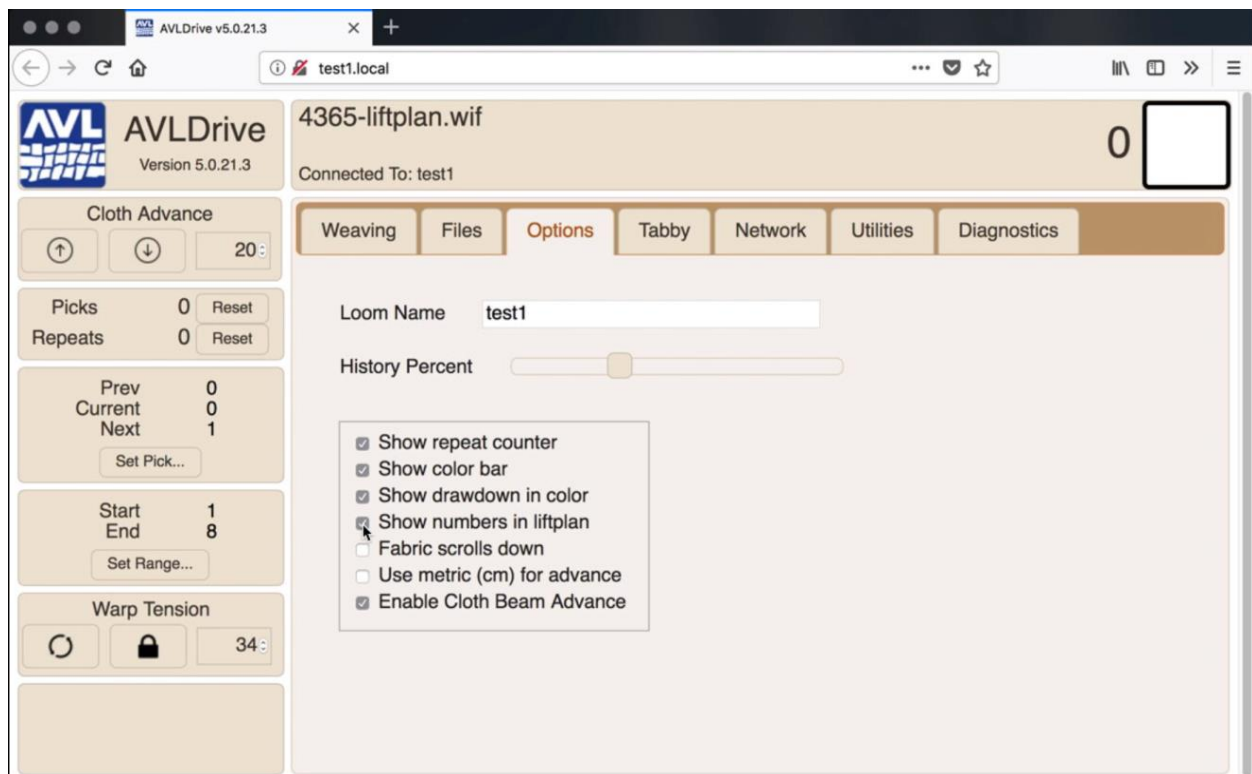 AVLDrive v5.0.21.3
test1.local
AVL
AVLDrive
Version 5.0.21.3
4365-liftplan.wif
Connected To: test1
0
Cloth Advance
20
Picks 0 Reset
Repeats 0 Reset
Prev 0
Current 0
Next 1
Set Pick...
Start 1
End 8
Set Range...
Warp Tension
34
Weaving Files Options Tabby Network Utilities Diagnostics
Loom Name test1
History Percent
Show repeat counter
Show color bar
Show drawdown in color
Show numbers in liftplan
Fabric scrolls down
Use metric (cm) for advance
Enable Cloth Beam Advance